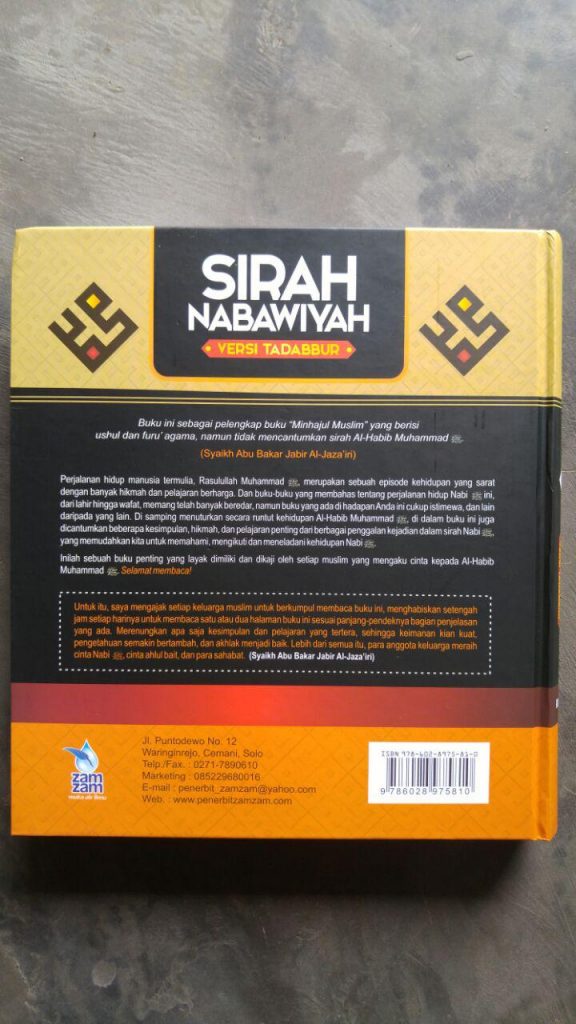 SIRAH
NABAWIYAH
• VERSI TADABBUR •
Buku ini sebagai pelengkap buku “Minhajul Muslim” yang berisi
ushul dan furu’ agama, namun tidak mencantumkan sirah Al-Habib Muhammad ﷺ.
(Syaikh Abu Bakar Jabir Al-Jaza’iri)
Perjalanan hidup manusia termulia, Rasulullah Muhammad ﷺ, merupakan sebuah episode kehidupan yang sarat
dengan banyak hikmah dan pelajaran berharga. Dan buku-buku yang membahas tentang perjalanan hidup Nabi ﷺ ini,
dari lahir hingga wafat, memang telah banyak beredar, namun buku yang ada di hadapan Anda ini cukup istimewa, dan lain
daripada yang lain. Di samping menuturkan secara runtut kehidupan Al-Habib Muhammad ﷺ, di dalam buku ini juga
dicantumkan beberapa kesimpulan, hikmah, dan pelajaran penting dari berbagai penggalan kejadian dalam sirah Nabi ﷺ,
yang memudahkan kita untuk memahami, mengikuti dan meneladani kehidupan Nabi ﷺ.
Inilah sebuah buku penting yang layak dimiliki dan dikaji oleh setiap muslim yang mengaku cinta kepada Al-Habib
Muhammad ﷺ. Selamat membaca!
Untuk itu, saya mengajak setiap keluarga muslim untuk berkumpul membaca buku ini, menghabiskan setengah
jam setiap harinya untuk membaca satu atau dua halaman buku ini sesuai panjang-pendeknya bagian penjelasan
yang ada. Merenungkan apa saja kesimpulan dan pelajaran yang tertera, sehingga keimanan kian kuat,
pengetahuan semakin bertambah, dan akhlak menjadi baik. Lebih dari semua itu, para anggota keluarga meraih
cinta Nabi ﷺ, cinta ahlul bait, dan para sahabat. (Syaikh Abu Bakar Jabir Al-Jaza’iri)
zam
zam
mata air ilmu
Jl. Puntodewo No. 12
Waringinrejo, Cemani, Solo
Telp./Fax. : 0271-7890610
Marketing : 085229680016
E-mail : penerbit_zamzam@yahoo.com
Web. : www.penerbitzamzam.com
ISBN 978-602-8975-81-0
9 786028 975810